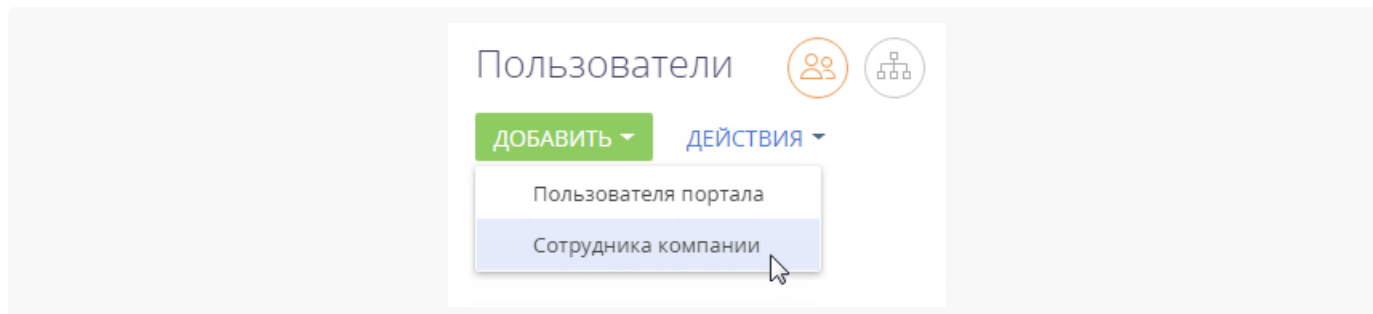 Пользователи
ДОБАВИТЬ ДЕЙСТВИЯ
Пользователя портала
Сотрудника компании